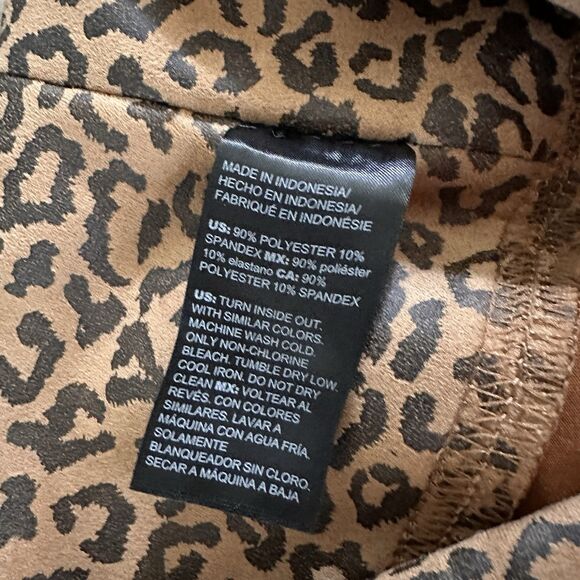 MADE IN INDONESIA/
HECHO EN INDONESIA/
FABRIQUÉ EN INDONÉSIE
US: 90% POLYESTER 10%
SPANDEX MX: 90% poliéster
10% elastano CA: 90%
POLYESTER 10% SPANDEX
US: TURN INSIDE OUT.
WITH SIMILAR COLORS.
MACHINE WASH COLD.
ONLY NON-CHLORINE
BLEACH. TUMBLE DRY LOW.
COOL IRON. DO NOT DRY
CLEAN MX: VOLTEAR AL
REVÉS. CON COLORES
SIMILARES. LAVAR A
MÁQUINA CON AGUA FRÍA.
SOLAMENTE
BLANQUEADOR SIN CLORO.
SECAR A MÁQUINA A BAJA